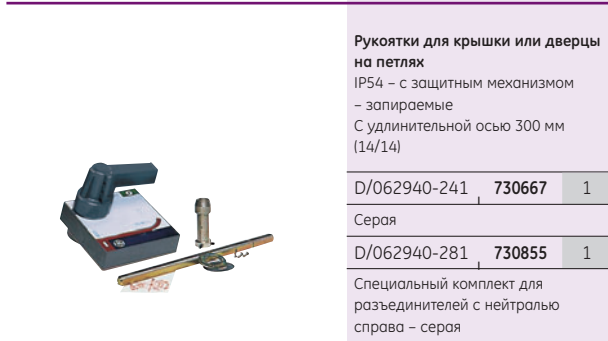 Рукоятки для крышки или дверцы
на петлях
IP54 – с защитным механизмом
– запираемые
С удлинительной осью 300 мм
(14/14)
D/062940-241 730667 1
Серая
D/062940-281 730855 1
Специальный комплект для
разъединителей с нейтралью
справа – серая